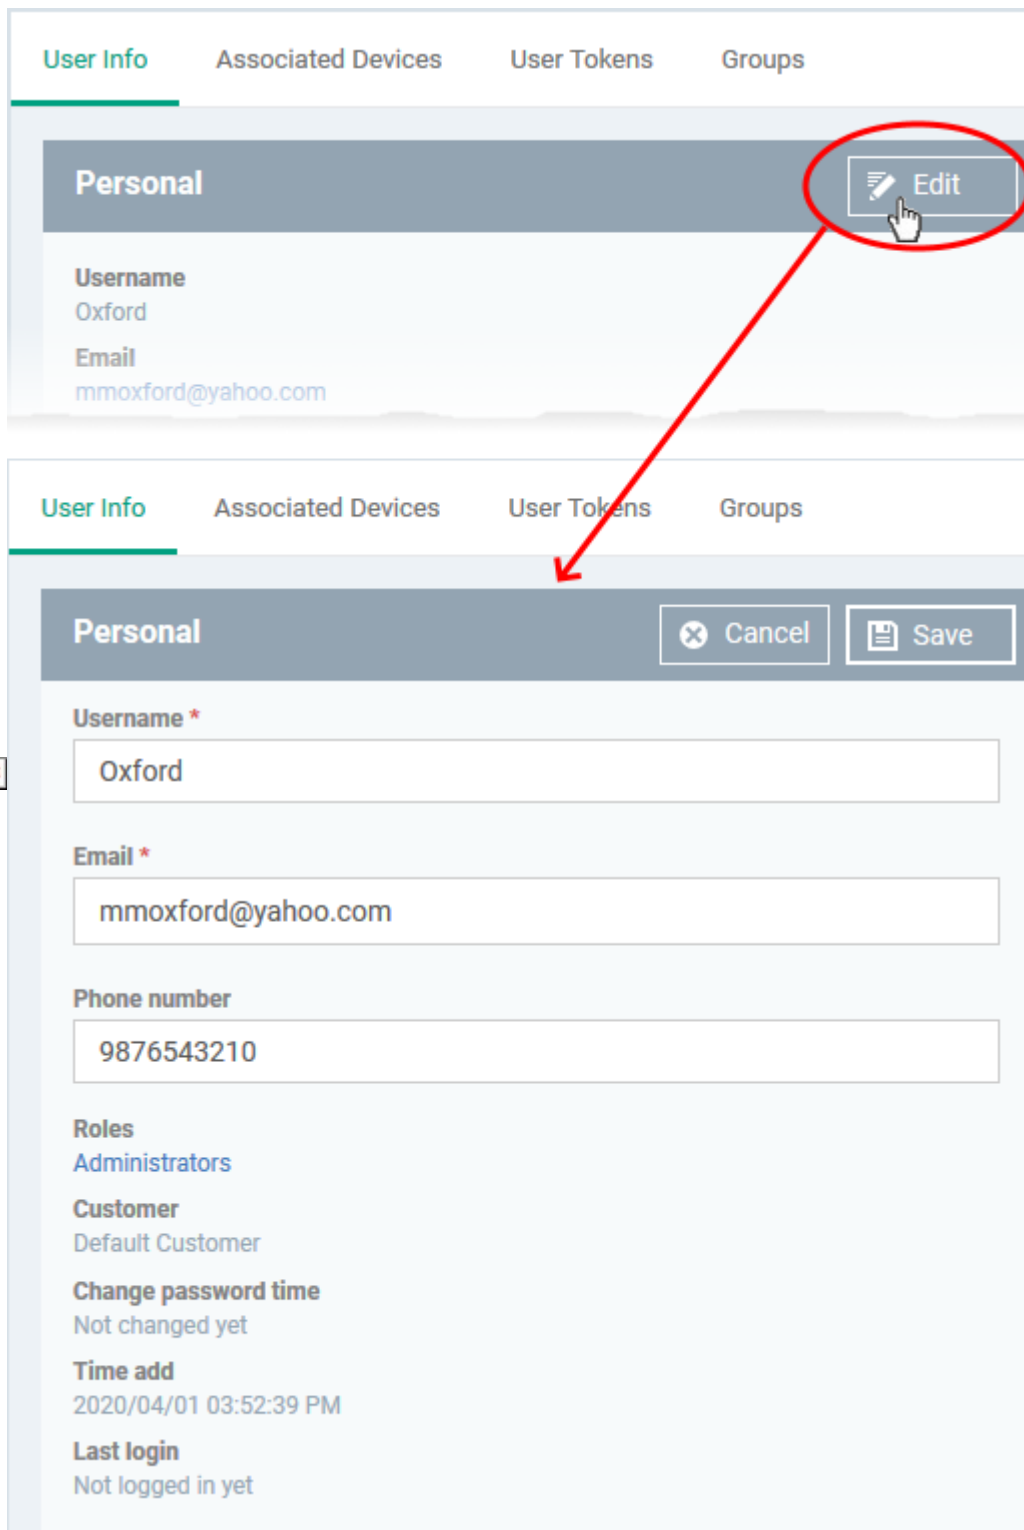 User Info Associated Devices User Tokens Groups
Personal Edit
Username
Oxford
Email
mmoxford@yahoo.com
User Info Associated Devices User Tokens Groups
Personal Cancel Save
Username *
Oxford
Email *
mmoxford@yahoo.com
Phone number
9876543210
Roles
Administrators
Customer
Default Customer
Change password time
Not changed yet
Time add
2020/04/01 03:52:39 PM
Last login
Not logged in yet